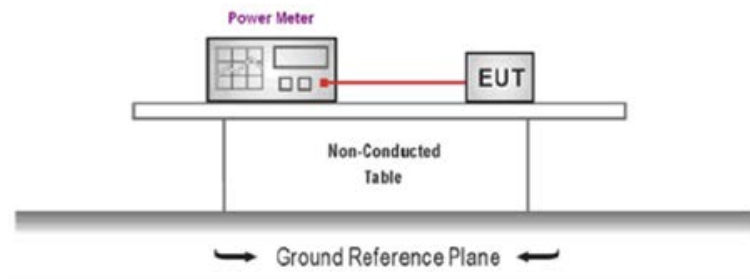 Power Meter
EUT
Non-Conducted
Table
Ground Reference Plane